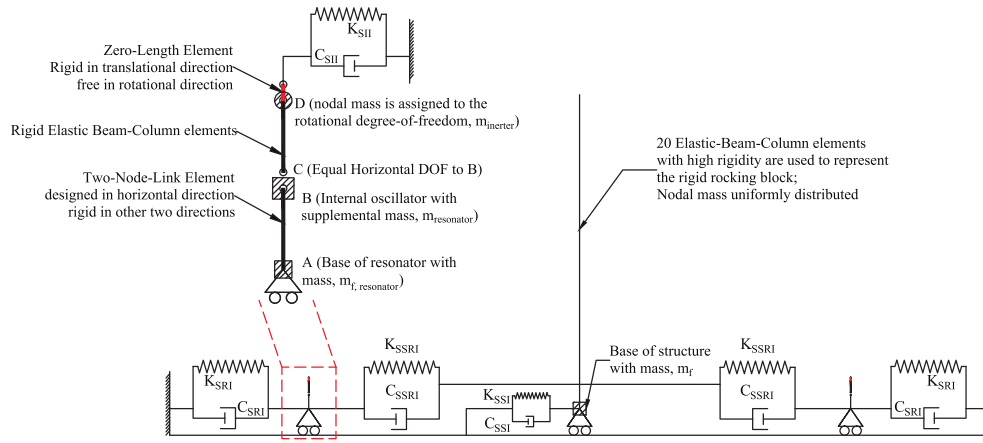 K_SII
C_SII
Zero-Length Element
Rigid in translational direction
free in rotational direction
D (nodal mass is assigned to the
rotational degree-of-freedom, m_inerter)
Rigid Elastic Beam-Column elements
C (Equal Horizontal DOF to B)
Two-Node-Link Element
designed in horizontal direction
rigid in other two directions
B (Internal oscillator with
supplemental mass, m_resonator)
A (Base of resonator with
mass, m_f, resonator)
20 Elastic-Beam-Column elements
with high rigidity are used to represent
the rigid rocking block;
Nodal mass uniformly distributed
K_SRI
C_SRI
K_SSRI
C_SSRI
K_SSI
C_SSI
Base of structure
with mass, m_f
K_SSRI
C_SSRI
K_SRI
C_SRI